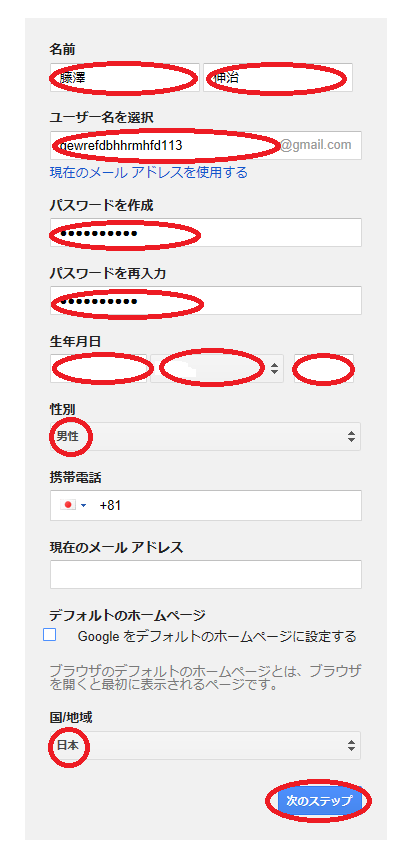 名前
藤澤 伸治
ユーザー名を選択
qewrefdbhhrmhfd113 @gmail.com
現在のメール アドレスを使用する
パスワードを作成
••••••••••
パスワードを再入力
••••••••••
生年月日
性別
男性
携帯電話
+81
現在のメール アドレス
デフォルトのホームページ
Google をデフォルトのホームページに設定する
ブラウザのデフォルトのホームページとは、ブラウザ
を開くと最初に表示されるページです。
国/地域
日本
次のステップ